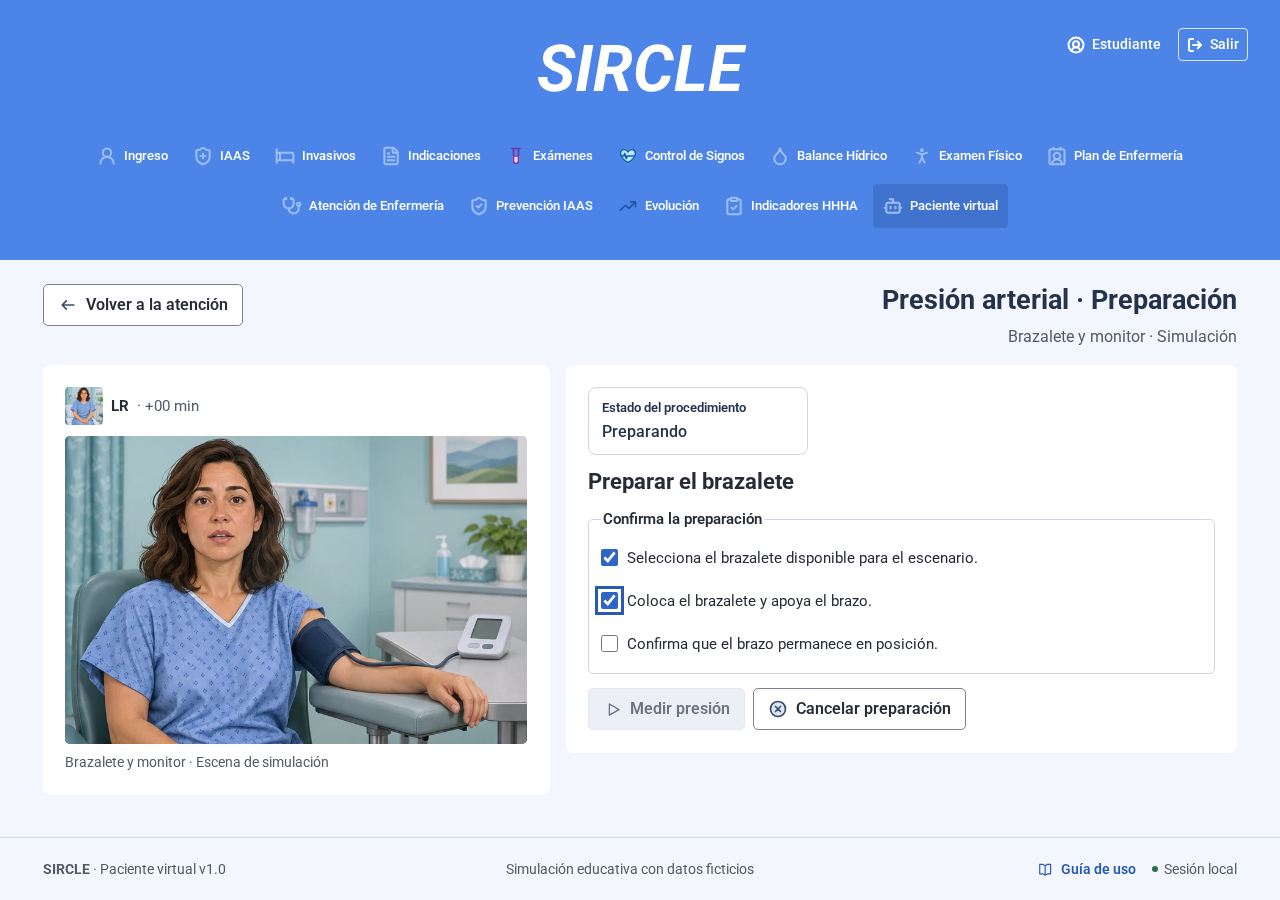 SIRCLE
Estudiante
Salir
Ingreso
IAAS
Invasivos
Indicaciones
Exámenes
Control de Signos
Balance Hídrico
Examen Físico
Plan de Enfermería
Atención de Enfermería
Prevención IAAS
Evolución
Indicadores HHHA
Paciente virtual
Volver a la atención
Presión arterial · Preparación
Brazalete y monitor · Simulación
LR · +00 min
Brazalete y monitor · Escena de simulación
Estado del procedimiento
Preparando
Preparar el brazalete
Confirma la preparación
Selecciona el brazalete disponible para el escenario.
Coloca el brazalete y apoya el brazo.
Confirma que el brazo permanece en posición.
Medir presión
Cancelar preparación
SIRCLE · Paciente virtual v1.0
Simulación educativa con datos ficticios
Guía de uso
Sesión local